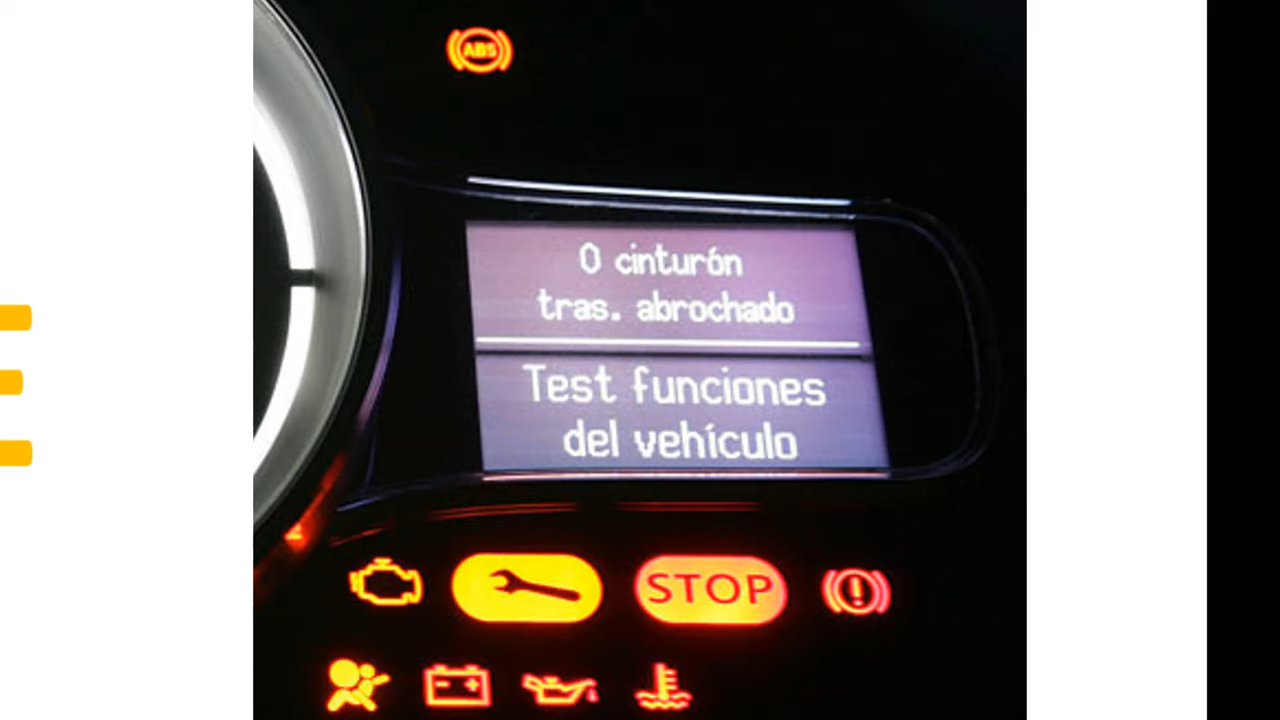 ABS
0 cinturón
tras. abrochado
Test funciones
del vehículo
STOP